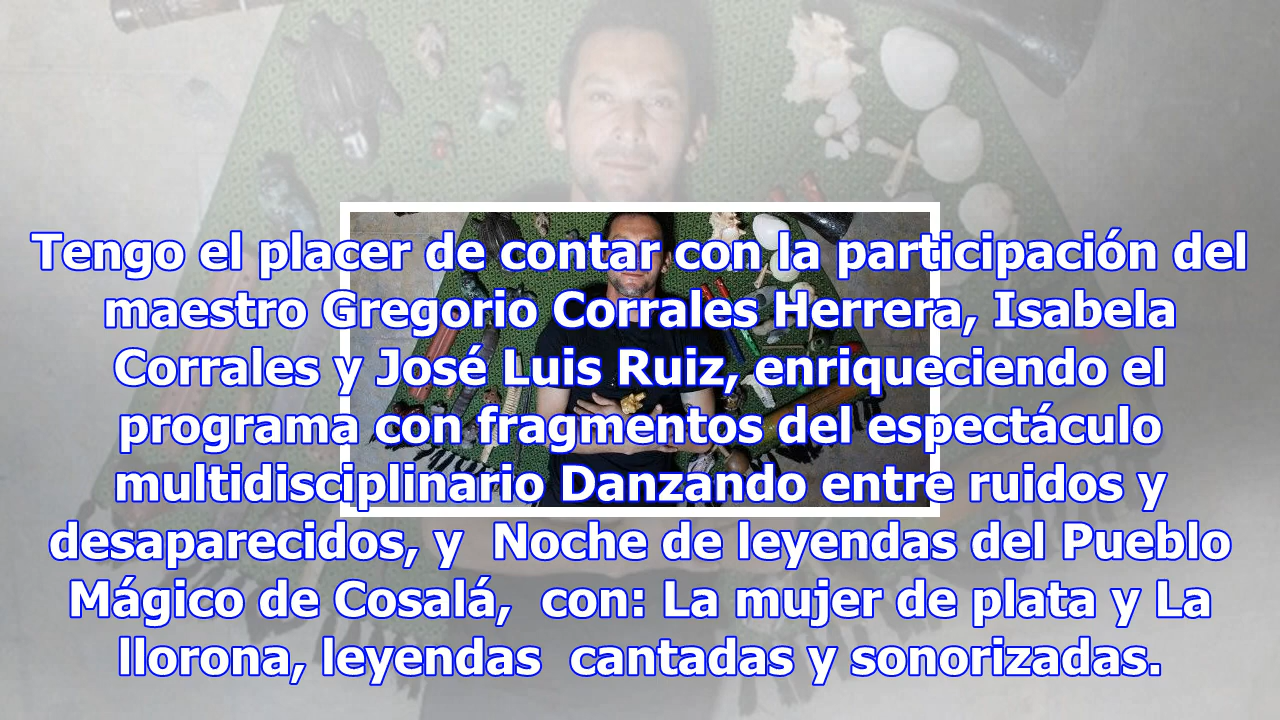 Tengo el placer de contar con la participación del
maestro Gregorio Corrales Herrera, Isabela
Corrales y José Luis Ruiz, enriqueciendo el
programa con fragmentos del espectáculo
multidisciplinario Danzando entre ruidos y
desaparecidos, y  Noche de leyendas del Pueblo
Mágico de Cosalá,  con: La mujer de plata y La
llorona, leyendas  cantadas y sonorizadas.